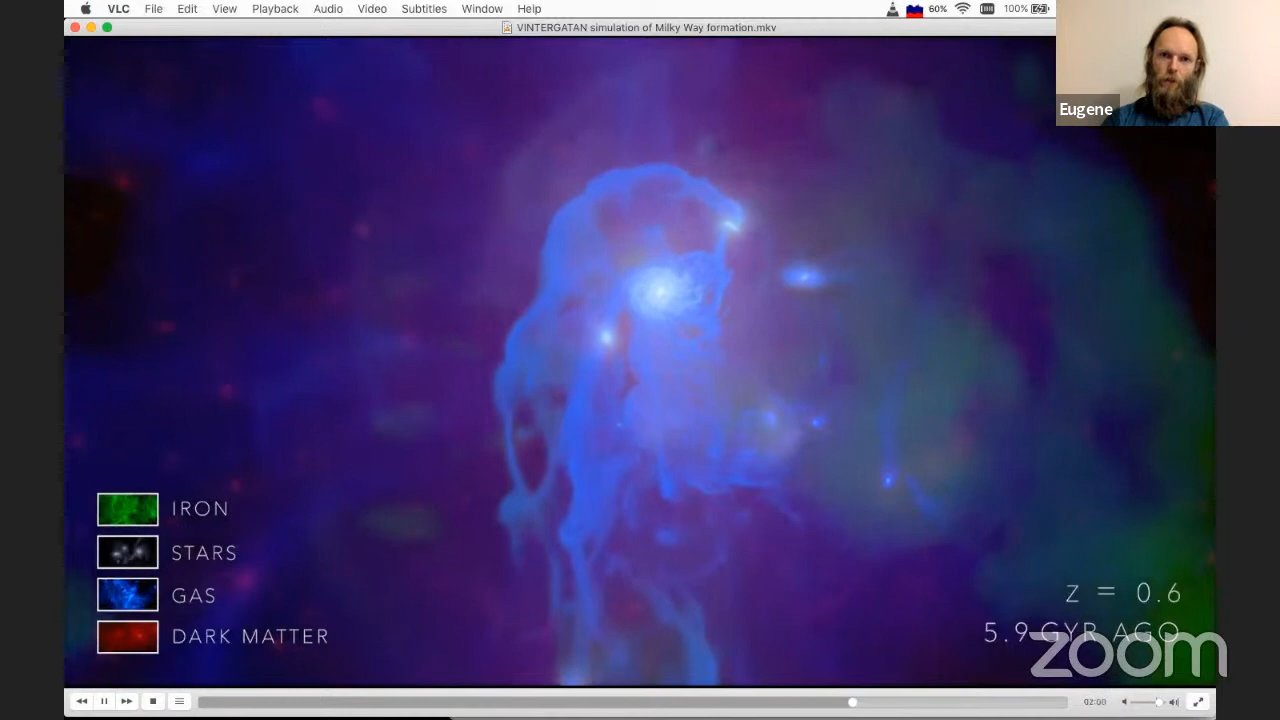 VLC File Edit View Playback Audio Video Subtitles Window Help 60% 100%
VINTERGATAN simulation of Milky Way formation.mkv
Eugene
IRON
STARS
GAS
DARK MATTER
z = 0.6
5.9 GYR AGO
zoom
02:00